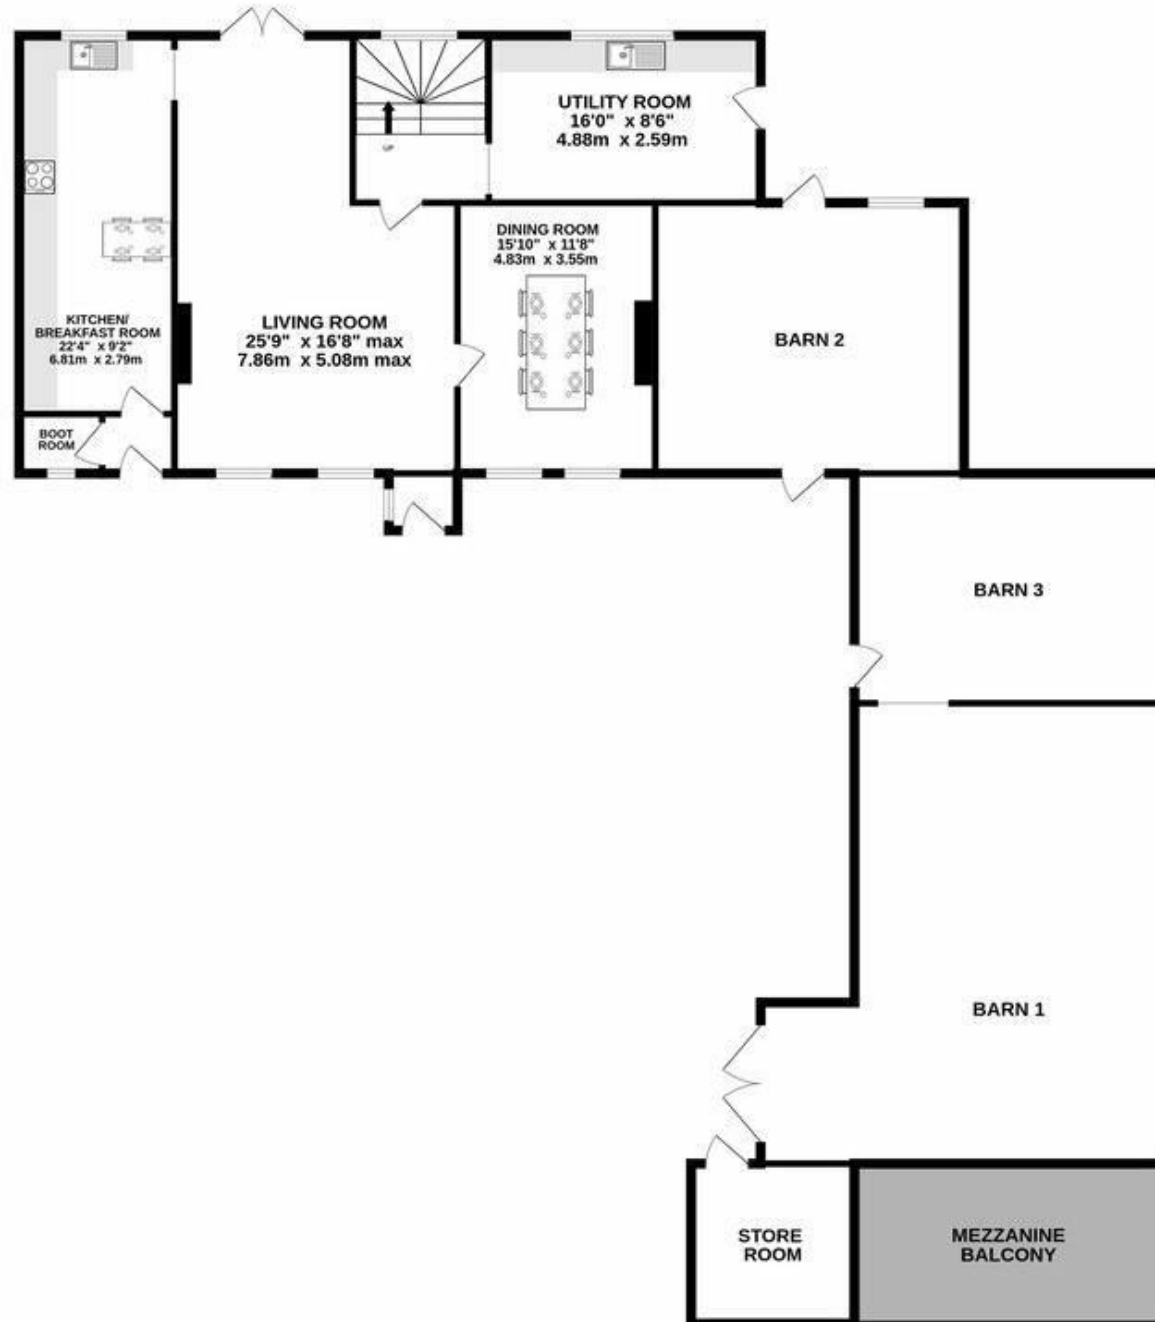 UTILITY ROOM
16'0" x 8'6"
4.88m x 2.59m
UP
DINING ROOM
15'10" x 11'8"
4.83m x 3.55m
KITCHEN/
BREAKFAST ROOM
22'4" x 9'2"
6.81m x 2.79m
LIVING ROOM
25'9" x 16'8" max
7.86m x 5.08m max
BARN 2
BOOT
ROOM
BARN 3
BARN 1
STORE
ROOM
MEZZANINE
BALCONY